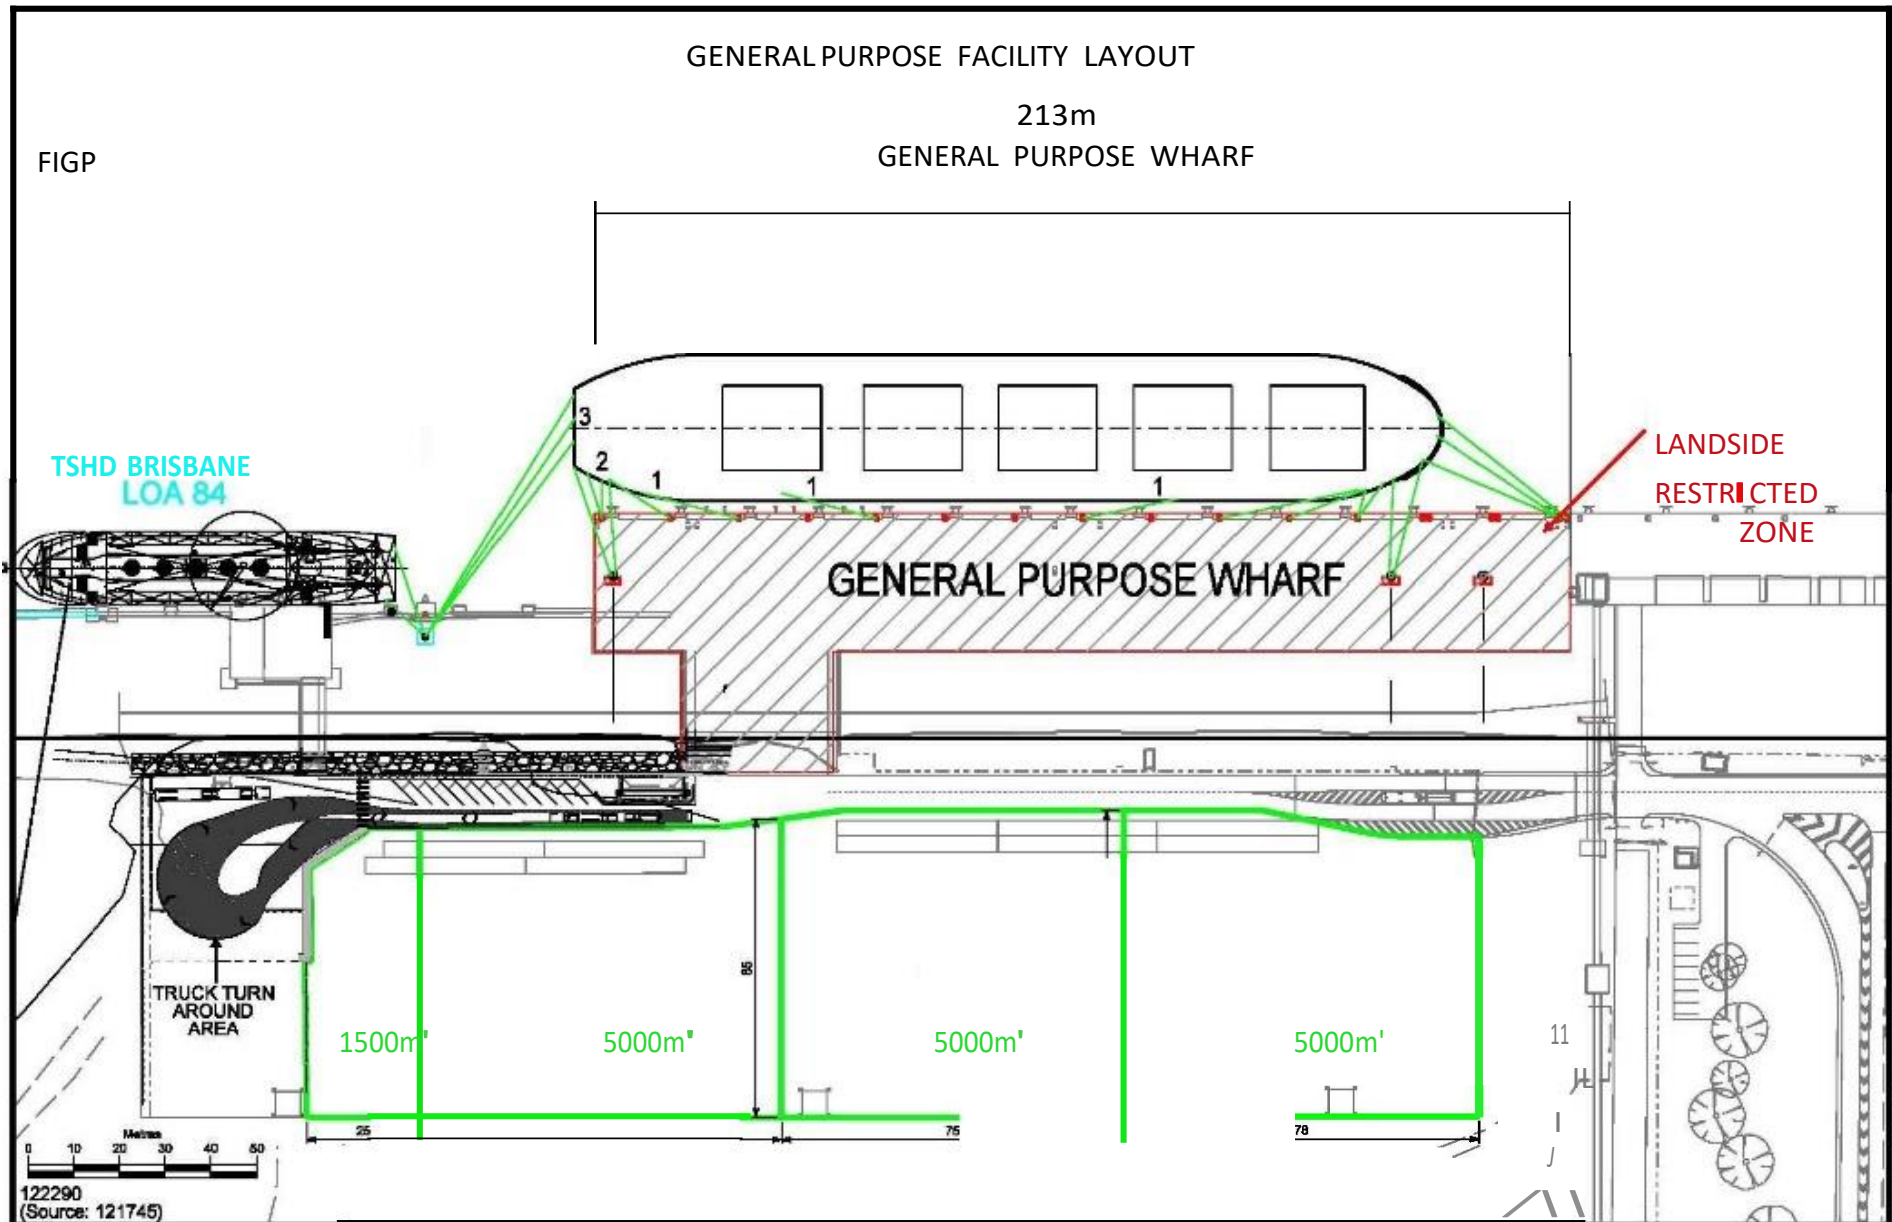 GENERAL PURPOSE FACILITY LAYOUT
213m
GENERAL PURPOSE WHARF
FIGP
3
2
1
1
1
TSHD BRISBANE
LOA 84
LANDSIDE
RESTRICTED
ZONE
GENERAL PURPOSE WHARF
85
TRUCK TURN
AROUND
AREA
1500m'
5000m'
5000m'
5000m'
11
JL
25
75
78
J
Metres
0 10 20 30 40 50
122290
(Source: 121745)